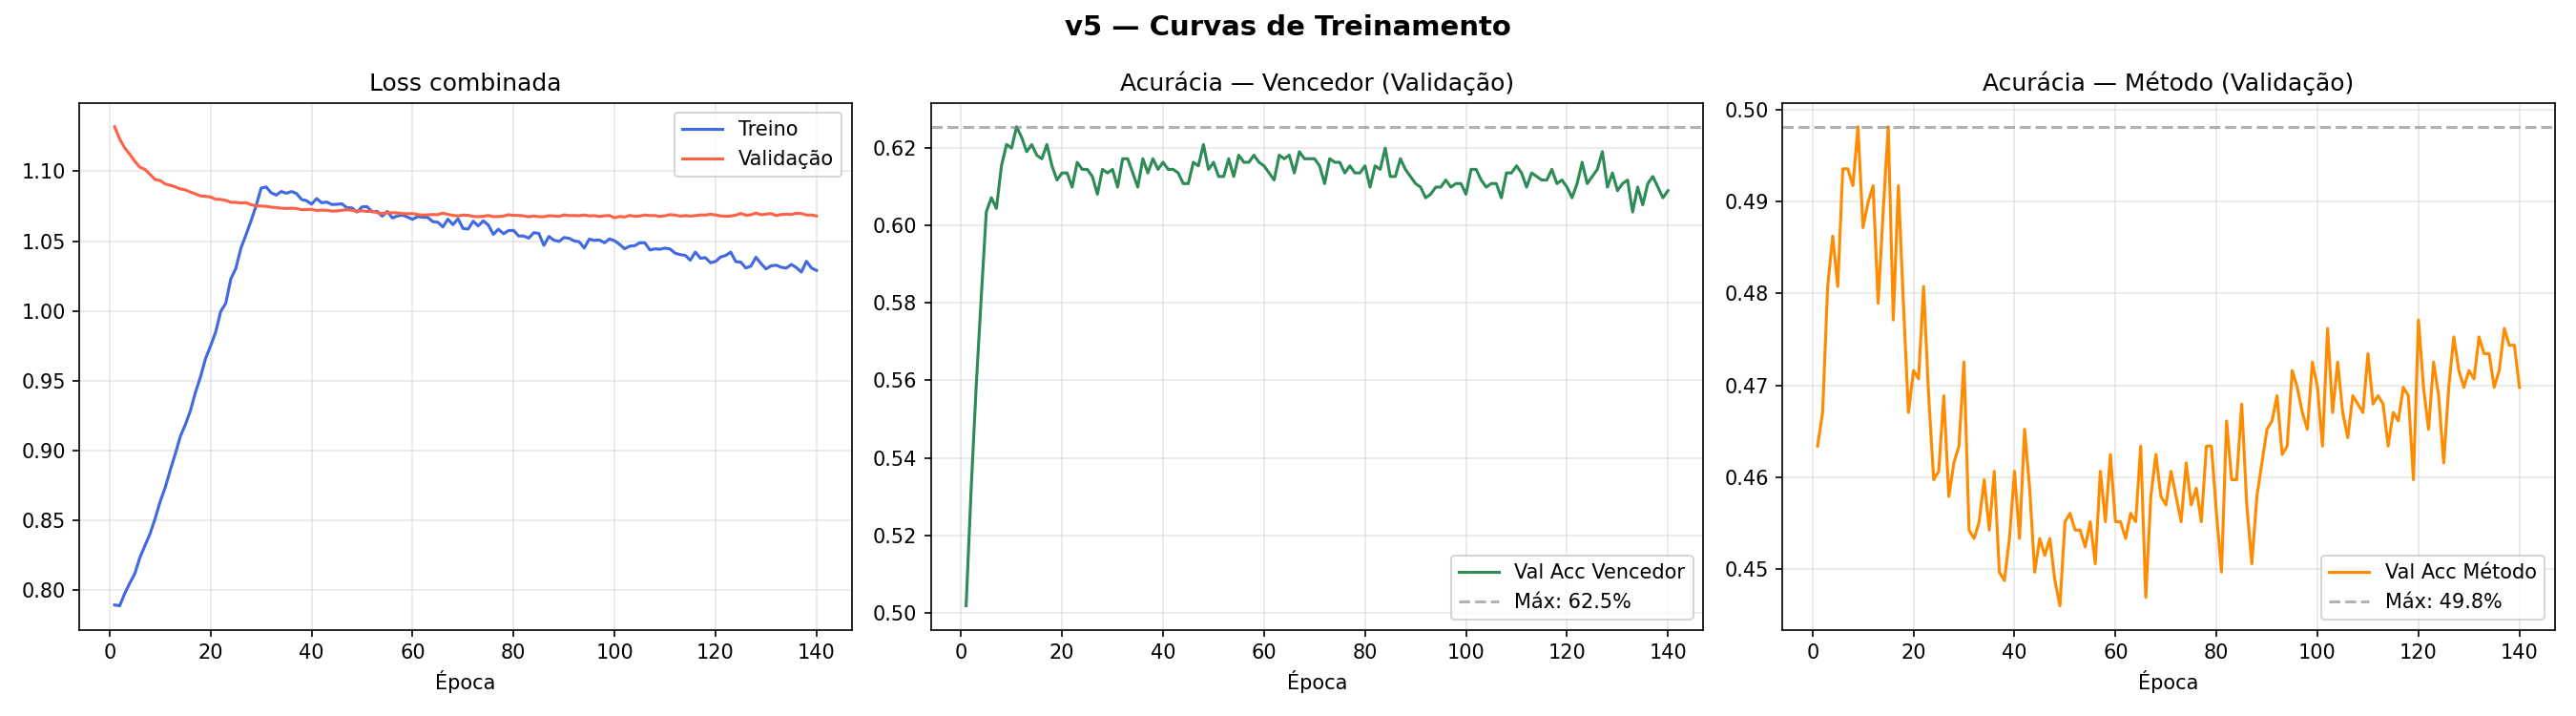 v5 — Curvas de Treinamento
Loss combinada
Treino
Validação
1.10
1.05
1.00
0.95
0.90
0.85
0.80
0 20 40 60 80 100 120 140
Época
Acurácia — Vencedor (Validação)
0.62
0.60
0.58
0.56
0.54
0.52
0.50
Val Acc Vencedor
Máx: 62.5%
0 20 40 60 80 100 120 140
Época
Acurácia — Método (Validação)
0.50
0.49
0.48
0.47
0.46
0.45
Val Acc Método
Máx: 49.8%
0 20 40 60 80 100 120 140
Época